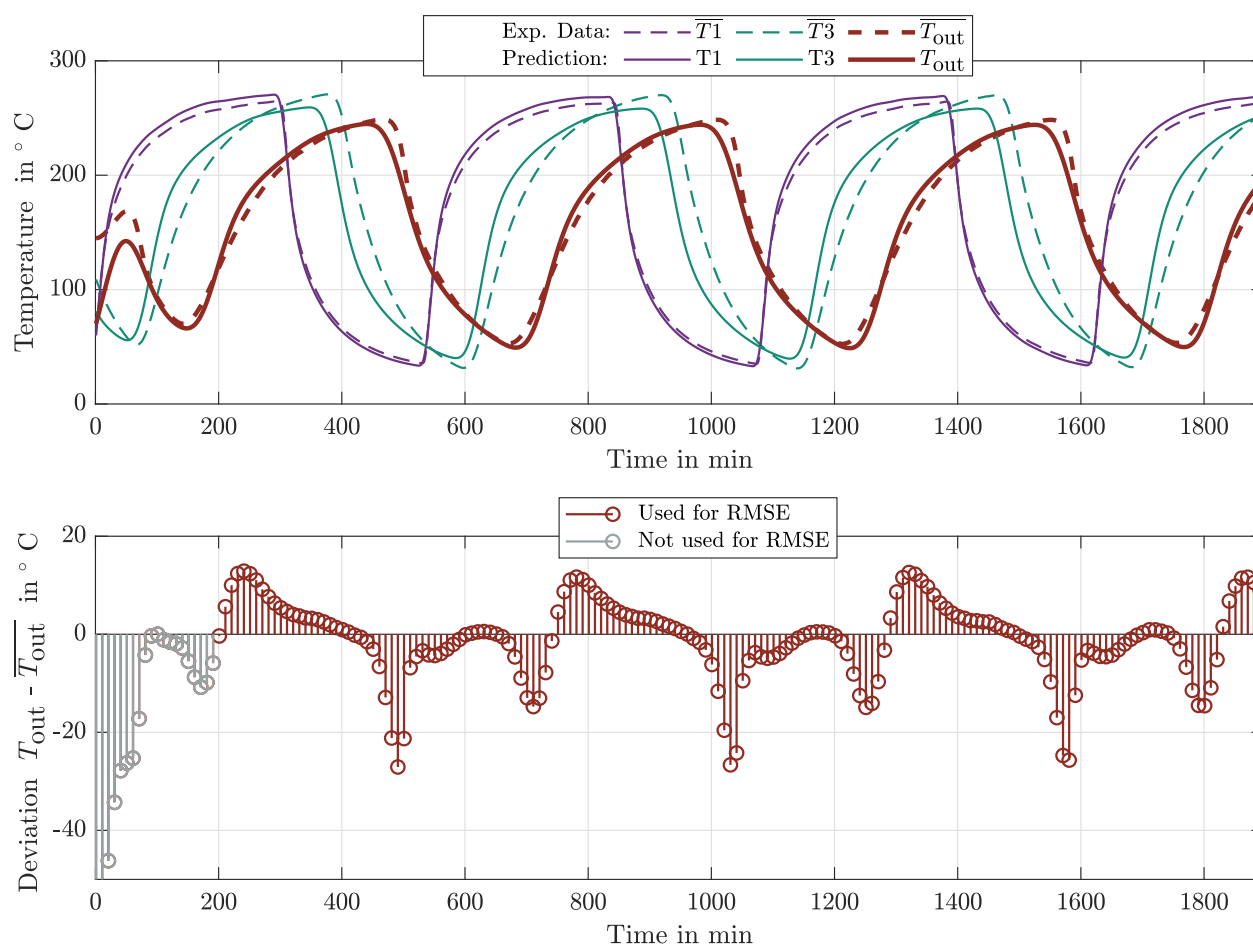 Exp. Data: T1 T3 Tout
Prediction: T1 T3 Tout
300
200
100
0
Temperature in ° C
0 200 400 600 800 1000 1200 1400 1600 1800
Time in min
Used for RMSE
Not used for RMSE
20
0
-20
-40
Deviation Tout - Tout in ° C
0 200 400 600 800 1000 1200 1400 1600 1800
Time in min